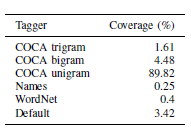 Tagger Coverage (%)
COCA trigram 1.61
COCA bigram 4.48
COCA unigram 89.82
Names 0.25
WordNet 0.4
Default 3.42